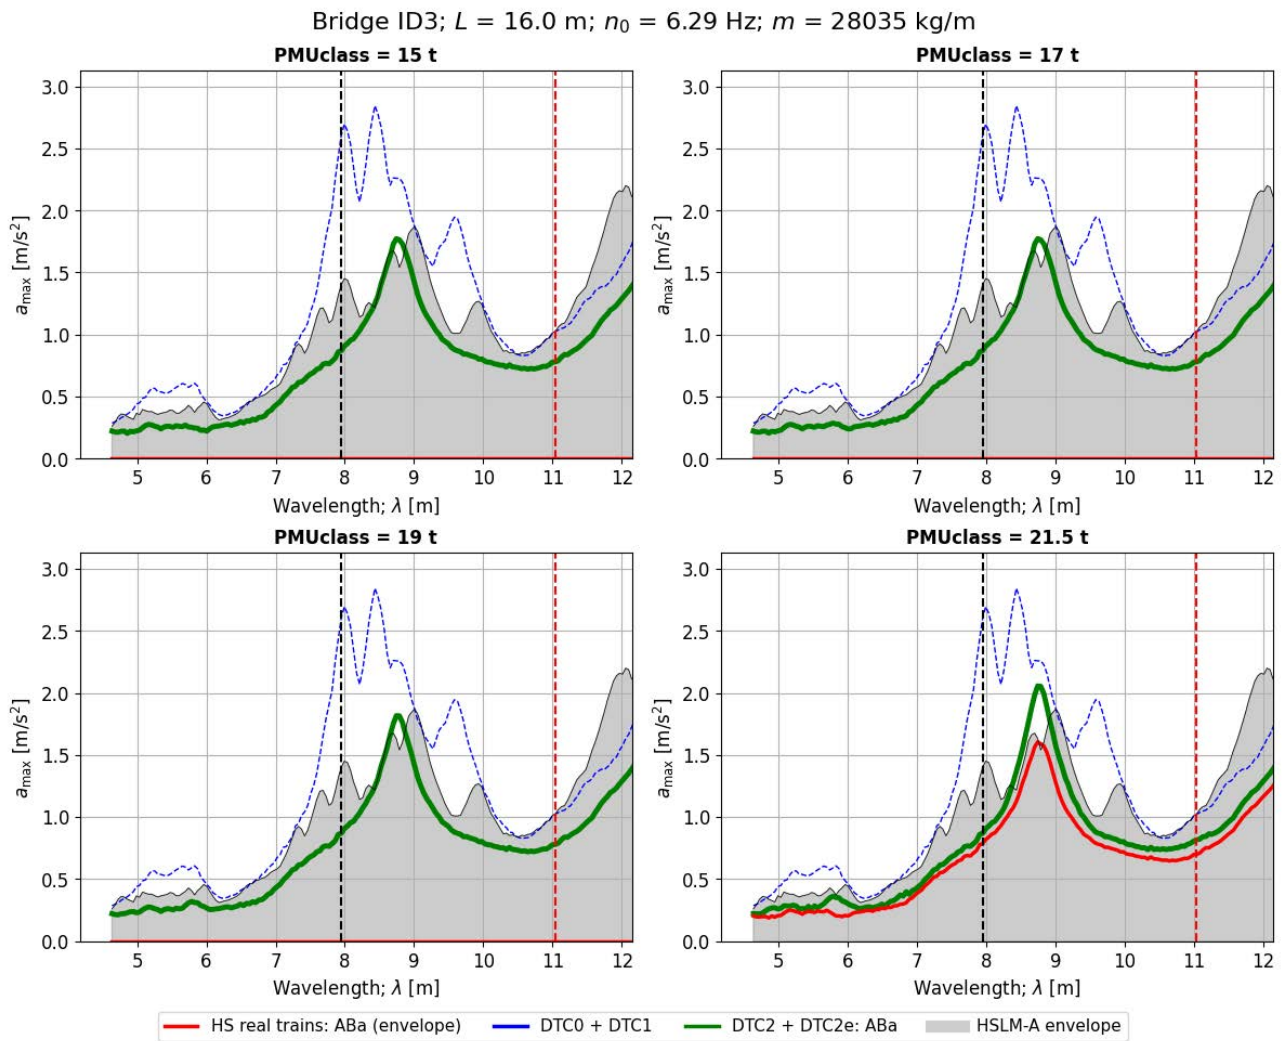 Bridge ID3; L = 16.0 m; n₀ = 6.29 Hz; m = 28035 kg/m
PMUclass = 15 t
3.0
2.5
2.0
1.5
1.0
0.5
0.0
a_max [m/s²]
5 6 7 8 9 10 11 12
Wavelength; λ [m]
PMUclass = 17 t
3.0
2.5
2.0
1.5
1.0
0.5
0.0
a_max [m/s²]
5 6 7 8 9 10 11 12
Wavelength; λ [m]
PMUclass = 19 t
3.0
2.5
2.0
1.5
1.0
0.5
0.0
a_max [m/s²]
5 6 7 8 9 10 11 12
Wavelength; λ [m]
PMUclass = 21.5 t
3.0
2.5
2.0
1.5
1.0
0.5
0.0
a_max [m/s²]
5 6 7 8 9 10 11 12
Wavelength; λ [m]
HS real trains: ABa (envelope) DTC0 + DTC1 DTC2 + DTC2e: ABa HSLM-A envelope